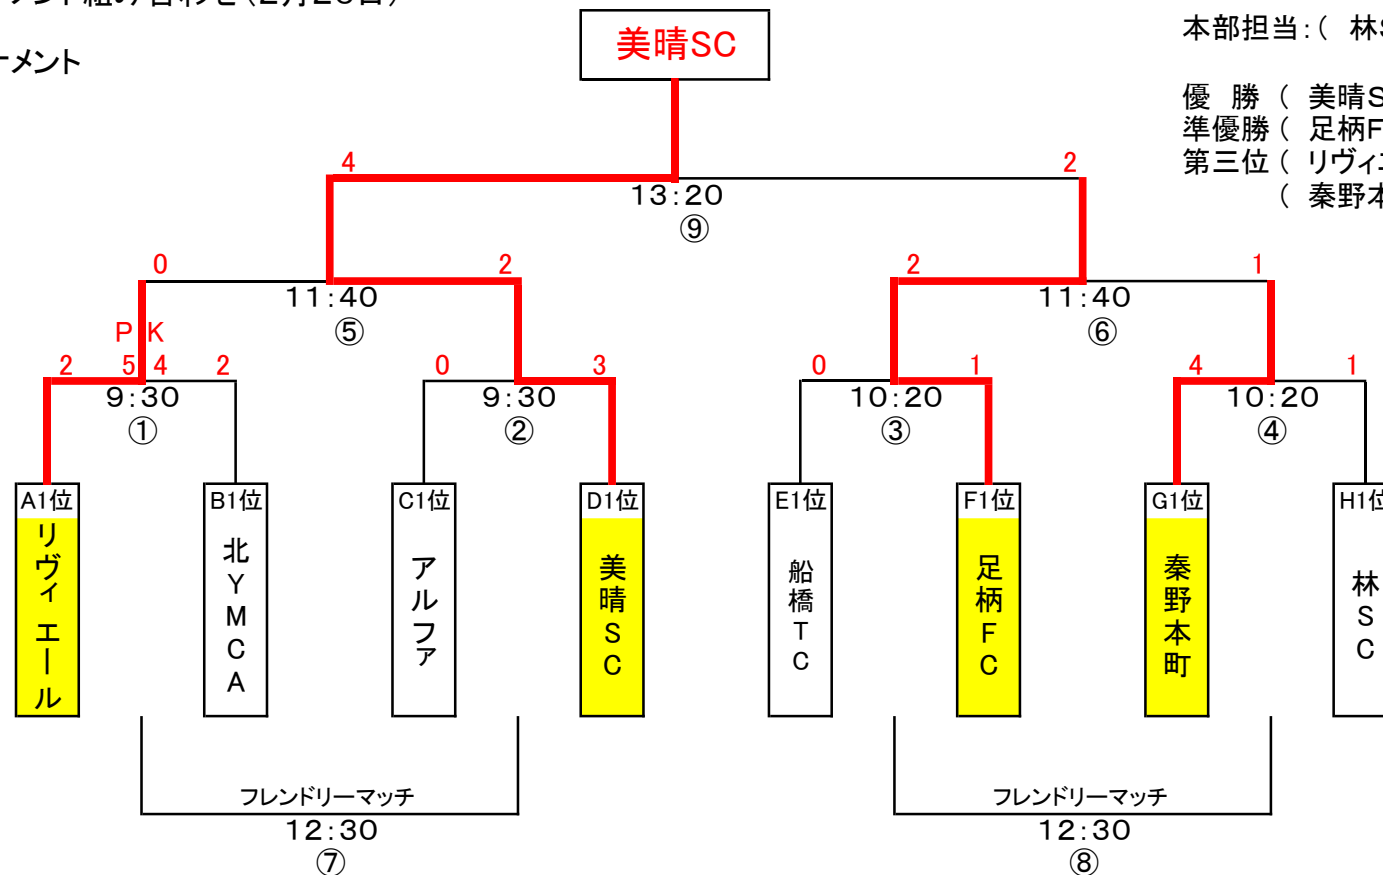 美晴SC
本部担当:( 林S
ナメント
優 勝 ( 美晴S
準優勝 ( 足柄F
第三位 ( リヴィエ
( 秦野本
4
2
13:20
⑨
0
2
2
1
11:40
11:40
⑤
⑥
PK
2
5
4
2
0
3
0
1
4
1
9:30
9:30
10:20
10:20
①
②
③
④
A1位
B1位
C1位
D1位
E1位
F1位
G1位
H1位
リヴィエール
北YMCA
アルファ
美晴SC
船橋TC
足柄FC
秦野本町
林SC
フレンドリーマッチ
フレンドリーマッチ
12:30
12:30
⑦
⑧